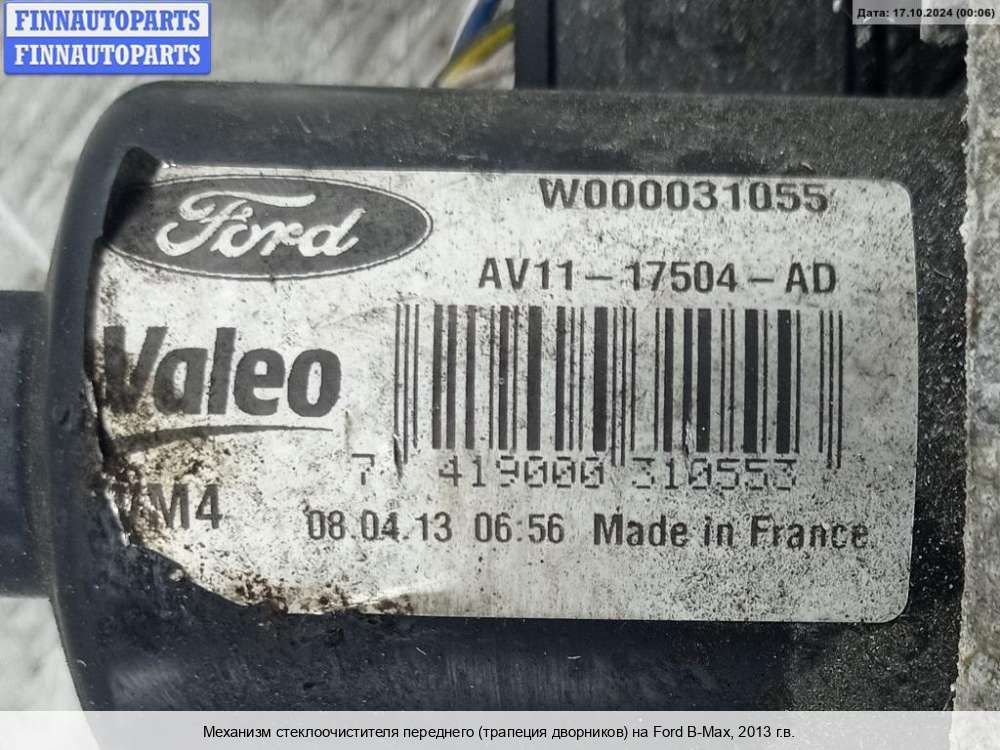 FINNAUTOPARTS
FINNAUTOPARTS
Дата: 17.10.2024 (00:06)
Ford
W000031055
AV11-17504-AD
Valeo
7 419000 310553
WM4
08.04.13 06:56 Made in France
Механизм стеклоочистителя переднего (трапеция дворников) на Ford B-Max, 2013 г.в.